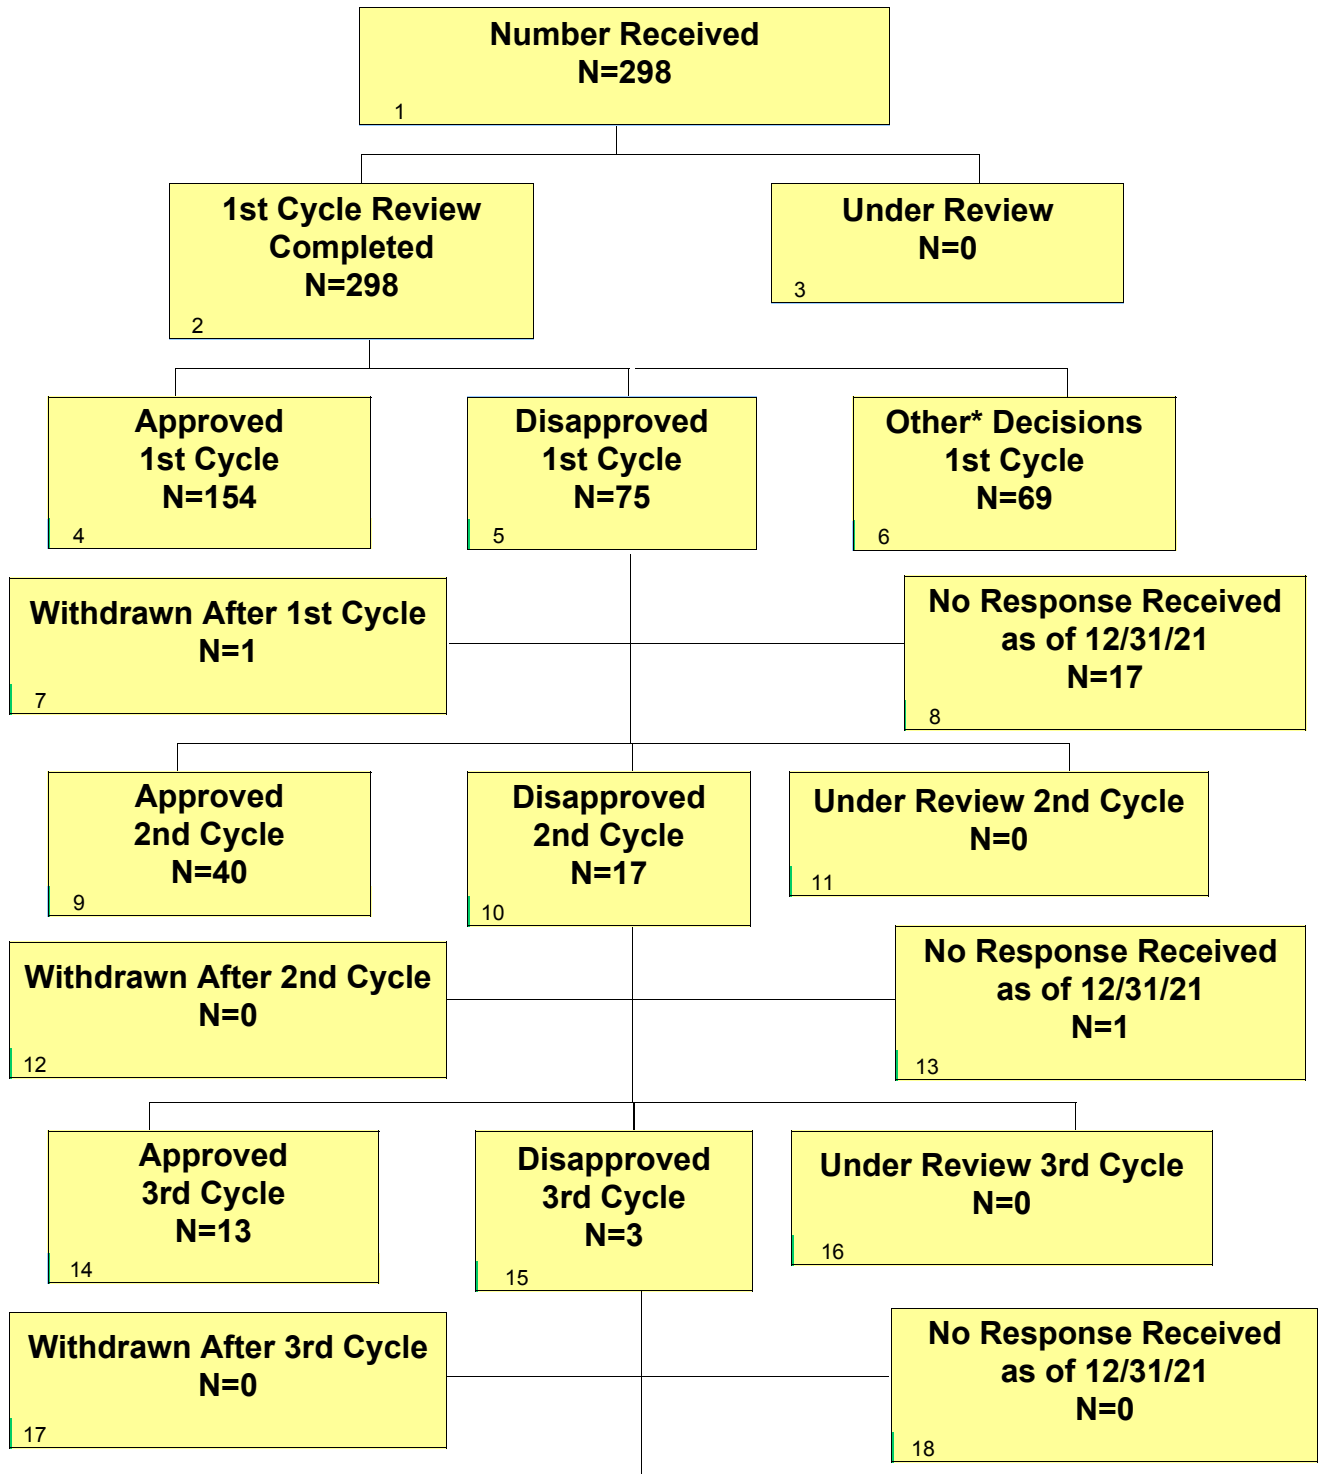 Number Received
N=298
1
1st Cycle Review
Completed
N=298
2
Under Review
N=0
3
Approved
1st Cycle
N=154
4
Disapproved
1st Cycle
N=75
5
Other* Decisions
1st Cycle
N=69
6
Withdrawn After 1st Cycle
N=1
7
No Response Received
as of 12/31/21
N=17
8
Approved
2nd Cycle
N=40
9
Disapproved
2nd Cycle
N=17
10
Under Review 2nd Cycle
N=0
11
Withdrawn After 2nd Cycle
N=0
12
No Response Received
as of 12/31/21
N=1
13
Approved
3rd Cycle
N=13
14
Disapproved
3rd Cycle
N=3
15
Under Review 3rd Cycle
N=0
16
Withdrawn After 3rd Cycle
N=0
17
No Response Received
as of 12/31/21
N=0
18